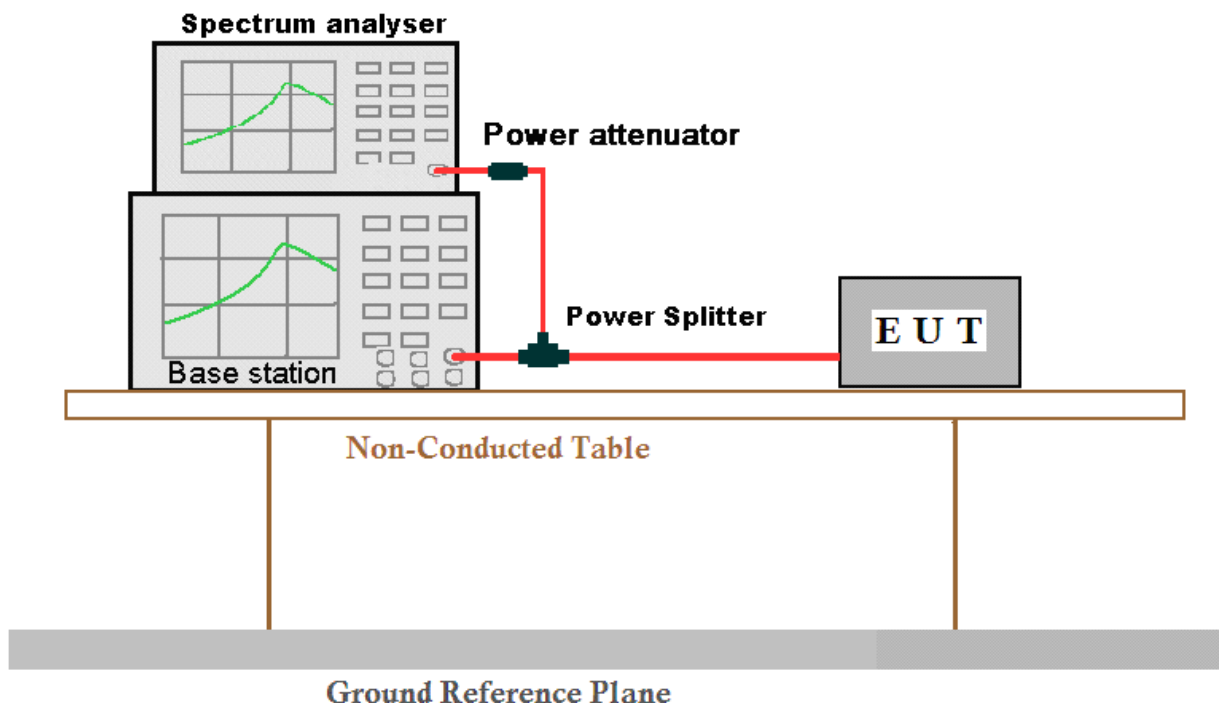 Spectrum analyser
Power attenuator
Power Splitter
E U T
Base station
Non-Conducted Table
Ground Reference Plane